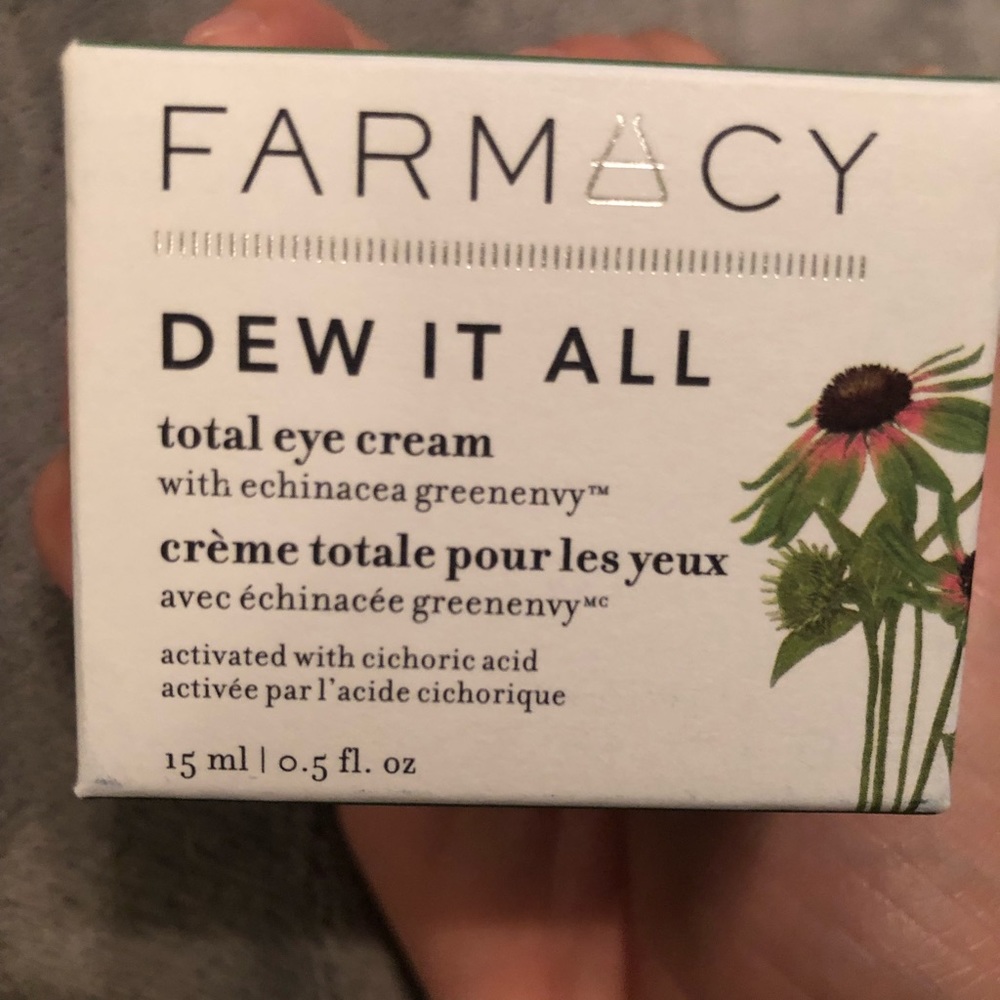 FARMACY
DEW IT ALL
total eye cream
with echinacea greenenvy™
crème totale pour les yeux
avec échinacée greenenvyᴹᶜ
activated with cichoric acid
activée par l'acide cichorique
15 ml | 0.5 fl. oz